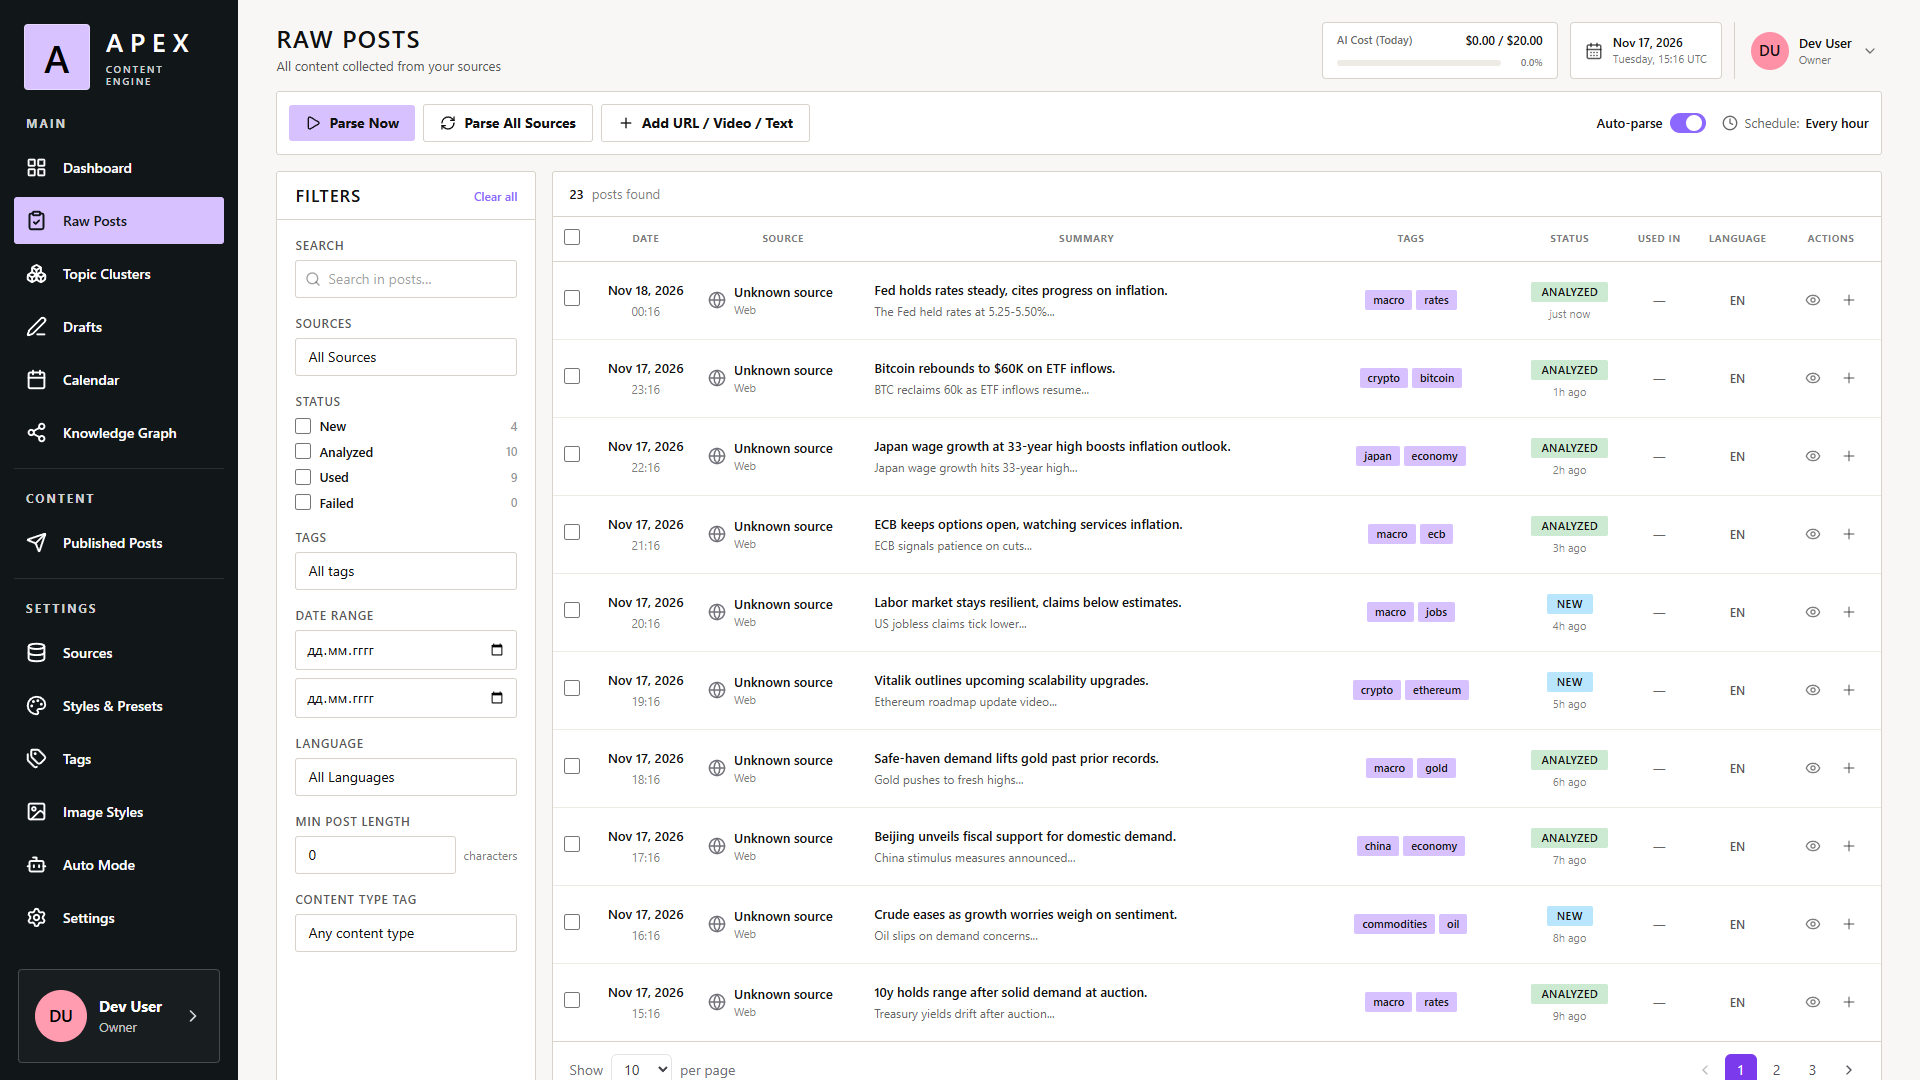 A
APEX
CONTENT
ENGINE
MAIN
Dashboard
Raw Posts
Topic Clusters
Drafts
Calendar
Knowledge Graph
CONTENT
Published Posts
SETTINGS
Sources
Styles & Presets
Tags
Image Styles
Auto Mode
Settings
DU
Dev User
Owner
RAW POSTS
All content collected from your sources
AI Cost (Today) $0.00 / $20.00
0.0%
Nov 17, 2026
Tuesday, 15:16 UTC
DU
Dev User
Owner
Parse Now
Parse All Sources
Add URL / Video / Text
Auto-parse
Schedule: Every hour
FILTERS
Clear all
SEARCH
Search in posts...
SOURCES
All Sources
STATUS
New 4
Analyzed 10
Used 9
Failed 0
TAGS
All tags
DATE RANGE
дд.мм.гггг
дд.мм.гггг
LANGUAGE
All Languages
MIN POST LENGTH
0 characters
CONTENT TYPE TAG
Any content type
23 posts found
DATE SOURCE SUMMARY TAGS STATUS USED IN LANGUAGE ACTIONS
Nov 18, 2026 Unknown source Fed holds rates steady, cites progress on inflation. macro rates ANALYZED — EN
00:16 Web The Fed held rates at 5.25-5.50%... just now
Nov 17, 2026 Unknown source Bitcoin rebounds to $60K on ETF inflows. crypto bitcoin ANALYZED — EN
23:16 Web BTC reclaims 60k as ETF inflows resume... 1h ago
Nov 17, 2026 Unknown source Japan wage growth at 33-year high boosts inflation outlook. japan economy ANALYZED — EN
22:16 Web Japan wage growth hits 33-year high... 2h ago
Nov 17, 2026 Unknown source ECB keeps options open, watching services inflation. macro ecb ANALYZED — EN
21:16 Web ECB signals patience on cuts... 3h ago
Nov 17, 2026 Unknown source Labor market stays resilient, claims below estimates. macro jobs NEW — EN
20:16 Web US jobless claims tick lower... 4h ago
Nov 17, 2026 Unknown source Vitalik outlines upcoming scalability upgrades. crypto ethereum NEW — EN
19:16 Web Ethereum roadmap update video... 5h ago
Nov 17, 2026 Unknown source Safe-haven demand lifts gold past prior records. macro gold ANALYZED — EN
18:16 Web Gold pushes to fresh highs... 6h ago
Nov 17, 2026 Unknown source Beijing unveils fiscal support for domestic demand. china economy ANALYZED — EN
17:16 Web China stimulus measures announced... 7h ago
Nov 17, 2026 Unknown source Crude eases as growth worries weigh on sentiment. commodities oil NEW — EN
16:16 Web Oil slips on demand concerns... 8h ago
Nov 17, 2026 Unknown source 10y holds range after solid demand at auction. macro rates ANALYZED — EN
15:16 Web Treasury yields drift after auction... 9h ago
Show 10 per page
1 2 3